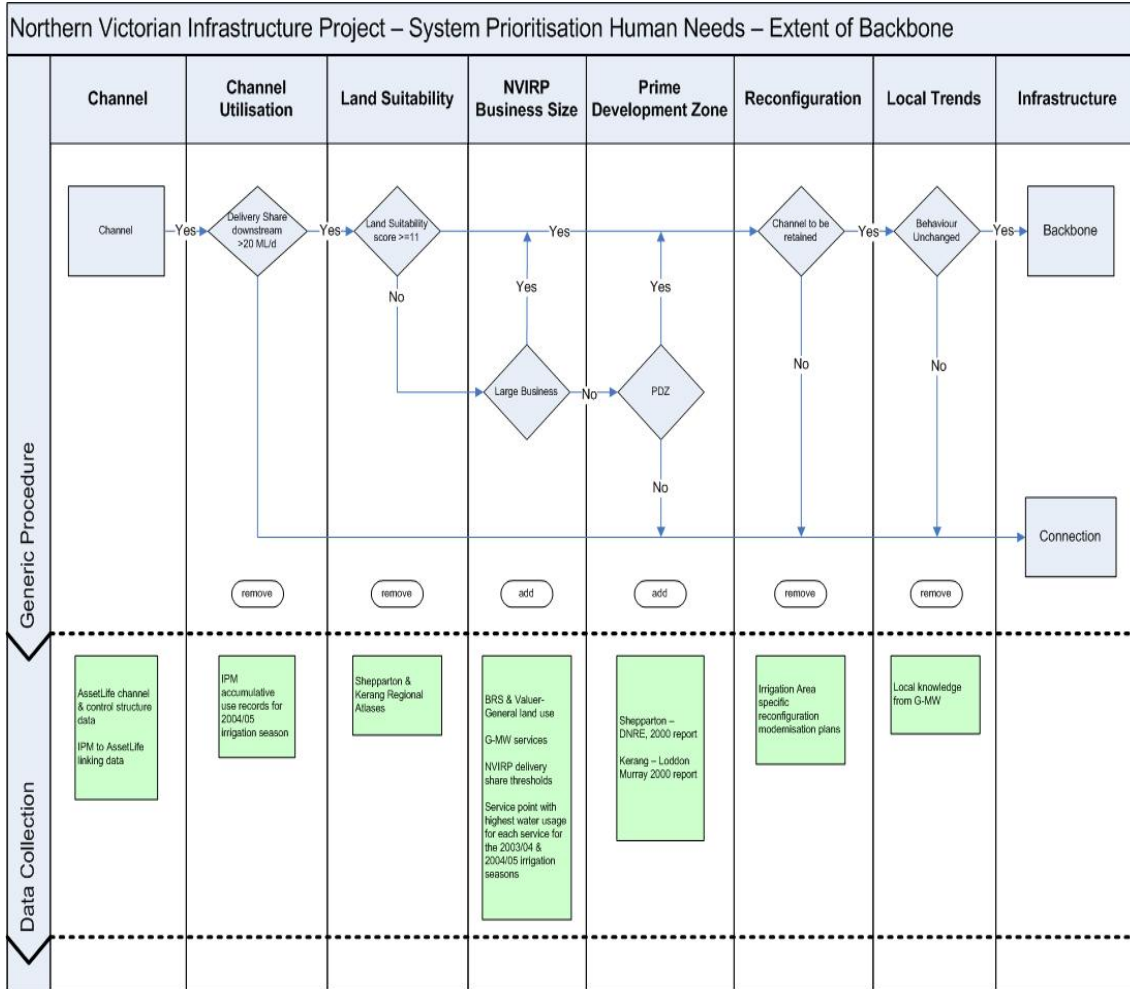 Northern Victorian Infrastructure Project – System Prioritisation Human Needs – Extent of Backbone
Channel
Channel
Utilisation
Land Suitability
NVIRP
Business Size
Prime
Development Zone
Reconfiguration
Local Trends
Infrastructure
Generic Procedure
Channel
Yes
Delivery Share
downstream
>20 ML/d
Yes
Land Suitability
score >=11
Yes
Channel to be
retained
Yes
Behaviour
Unchanged
Yes
Backbone
No
Yes
Yes
Large Business
No
PDZ
No
No
No
Connection
remove
remove
add
add
remove
remove
Data Collection
AssetLife channel
& control structure
data
IPM to AssetLife
linking data
IPM
accumulative
use records for
2004/05
irrigation season
Shepparton &
Kerang Regional
Atlases
BRS & Valuer-
General land use
G-MW services
NVIRP delivery
share thresholds
Service point with
highest water usage
for each service for
the 2003/04 &
2004/05 irrigation
seasons
Shepparton –
DNRE, 2000 report
Kerang – Loddon
Murray 2000 report
Irrigation Area
specific
reconfiguration
modernisation plans
Local knowledge
from G-MW